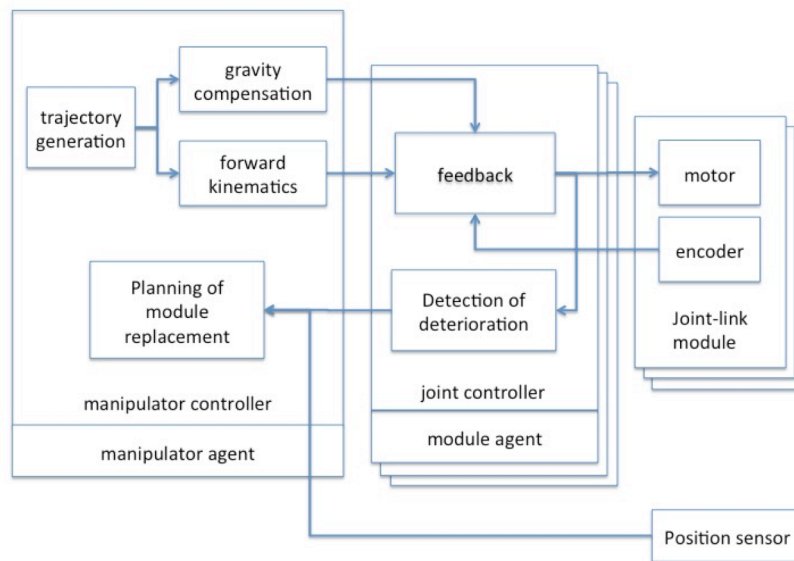 gravity
compensation
trajectory
generation
forward
kinematics
feedback
motor
encoder
Planning of
module
replacement
Detection of
deterioration
Joint-link
module
manipulator controller
joint controller
manipulator agent
module agent
Position sensor